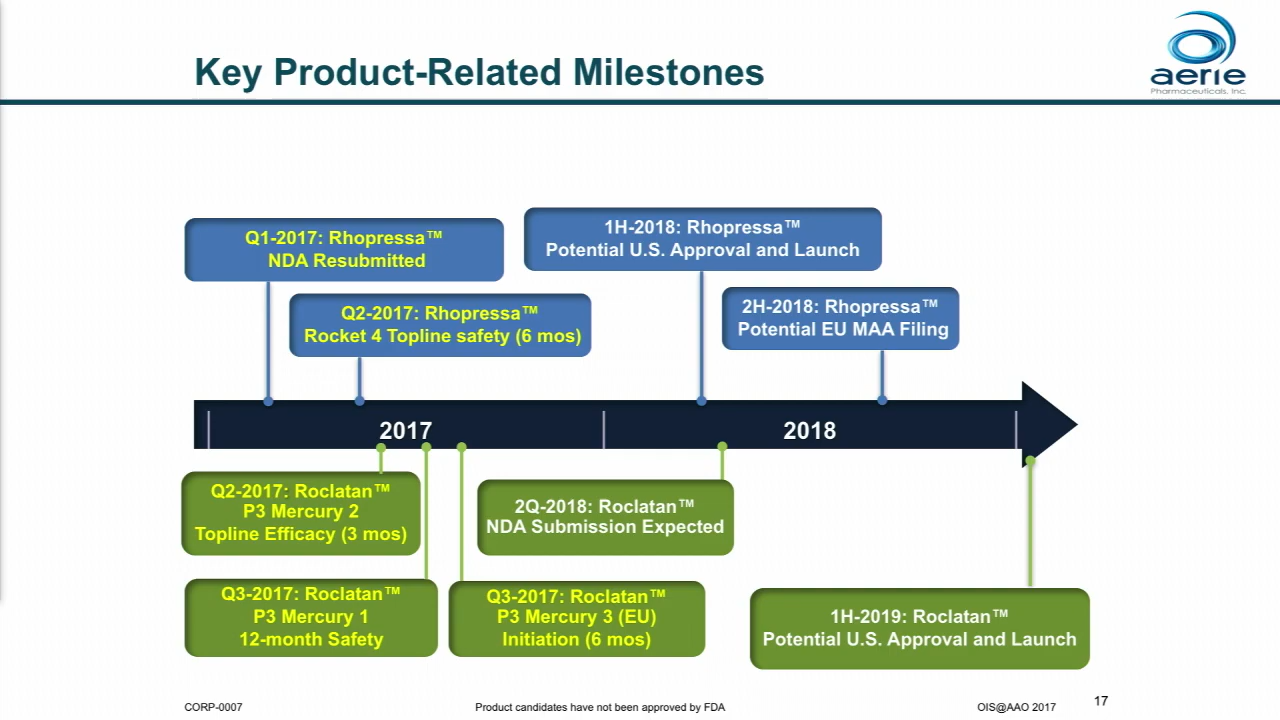 Key Product-Related Milestones
aerie
Pharmaceuticals, Inc.
Q1-2017: Rhopressa™
NDA Resubmitted
1H-2018: Rhopressa™
Potential U.S. Approval and Launch
Q2-2017: Rhopressa™
Rocket 4 Topline safety (6 mos)
2H-2018: Rhopressa™
Potential EU MAA Filing
2017
2018
Q2-2017: Roclatan™
P3 Mercury 2
Topline Efficacy (3 mos)
2Q-2018: Roclatan™
NDA Submission Expected
Q3-2017: Roclatan™
P3 Mercury 1
12-month Safety
Q3-2017: Roclatan™
P3 Mercury 3 (EU)
Initiation (6 mos)
1H-2019: Roclatan™
Potential U.S. Approval and Launch
CORP-0007
Product candidates have not been approved by FDA
OIS@AAO 2017
17